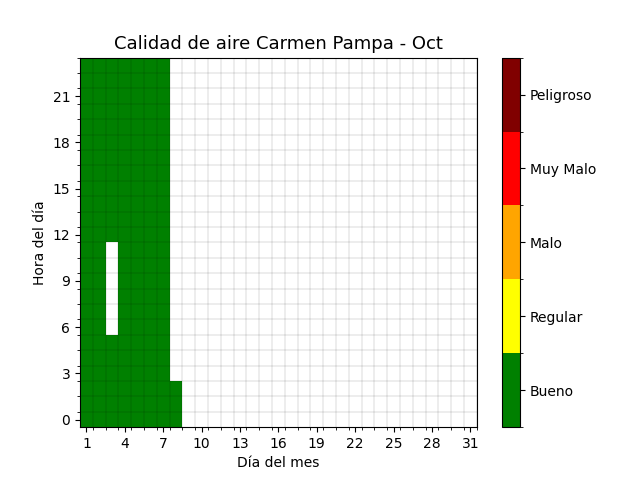 Calidad de aire Carmen Pampa - Oct
Hora del día
21
18
15
12
9
6
3
0
1 4 7 10 13 16 19 22 25 28 31
Día del mes
Peligroso
Muy Malo
Malo
Regular
Bueno